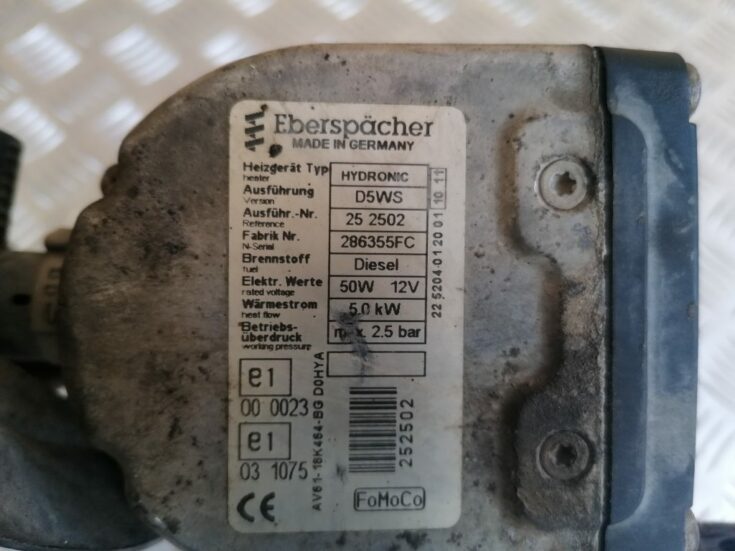 Eberspächer
MADE IN GERMANY
Heizgerät Typ HYDRONIC
heater
Ausführung D5WS
Version
Ausführ.-Nr. 25 2502
Reference
Fabrik Nr. 286355FC
N-Serial
Brennstoff Diesel
fuel
Elektr. Werte 50W 12V
rated voltage
Wärmestrom 5.0 kW
heat flow
Betriebs-
überdruck max. 2.5 bar
working pressure
22 5204 01 20 01 10 11
e1
00 0023
e1
03 1075
CE
AV61-18K464-BG D0HYA
252502
FoMoCo